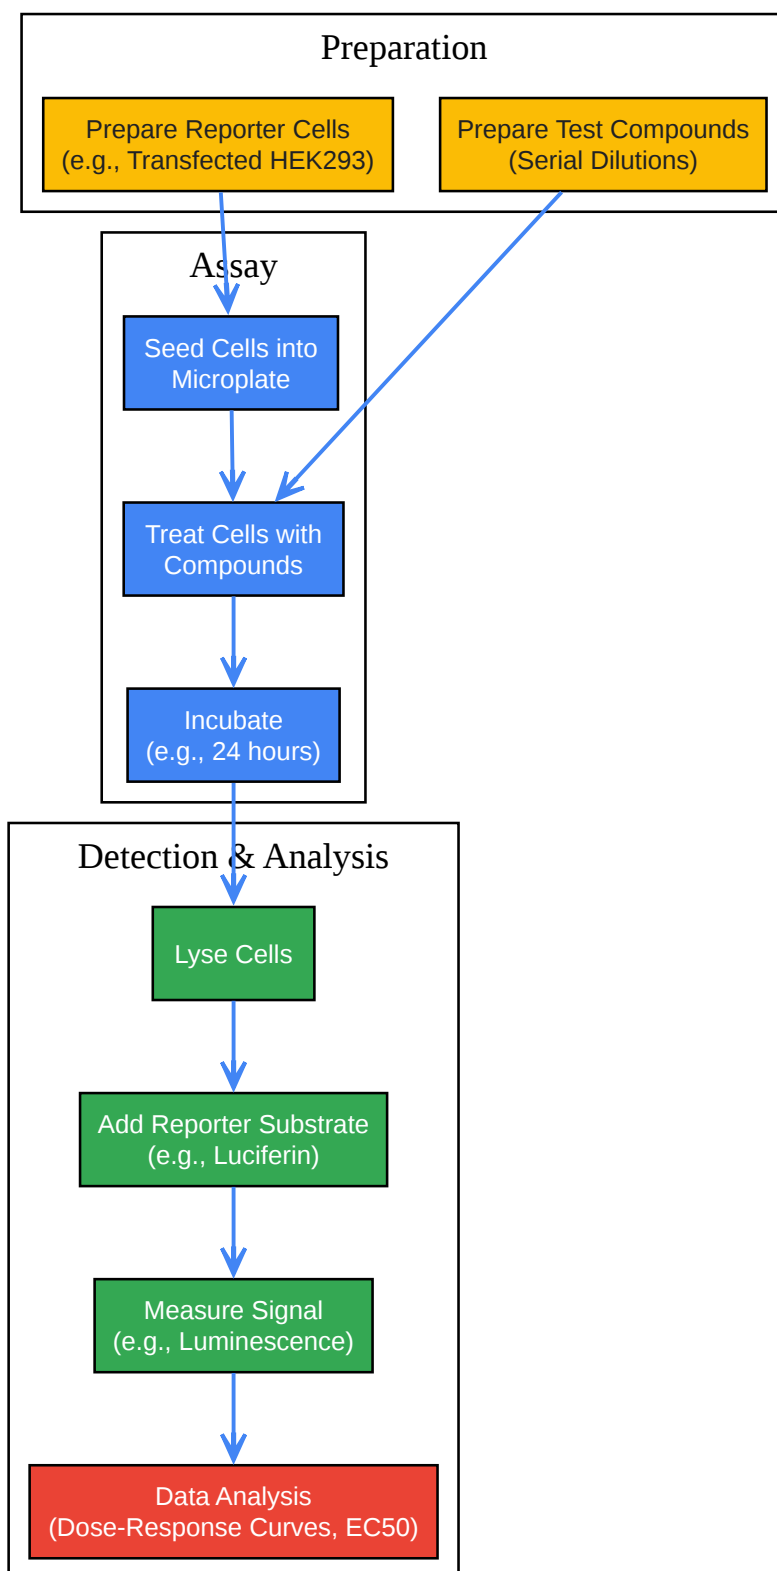 Preparation
Prepare Reporter Cells
(e.g., Transfected HEK293)
Prepare Test Compounds
(Serial Dilutions)
Assay
Seed Cells into
Microplate
Treat Cells with
Compounds
Incubate
(e.g., 24 hours)
Detection & Analysis
Lyse Cells
Add Reporter Substrate
(e.g., Luciferin)
Measure Signal
(e.g., Luminescence)
Data Analysis
(Dose-Response Curves, EC50)